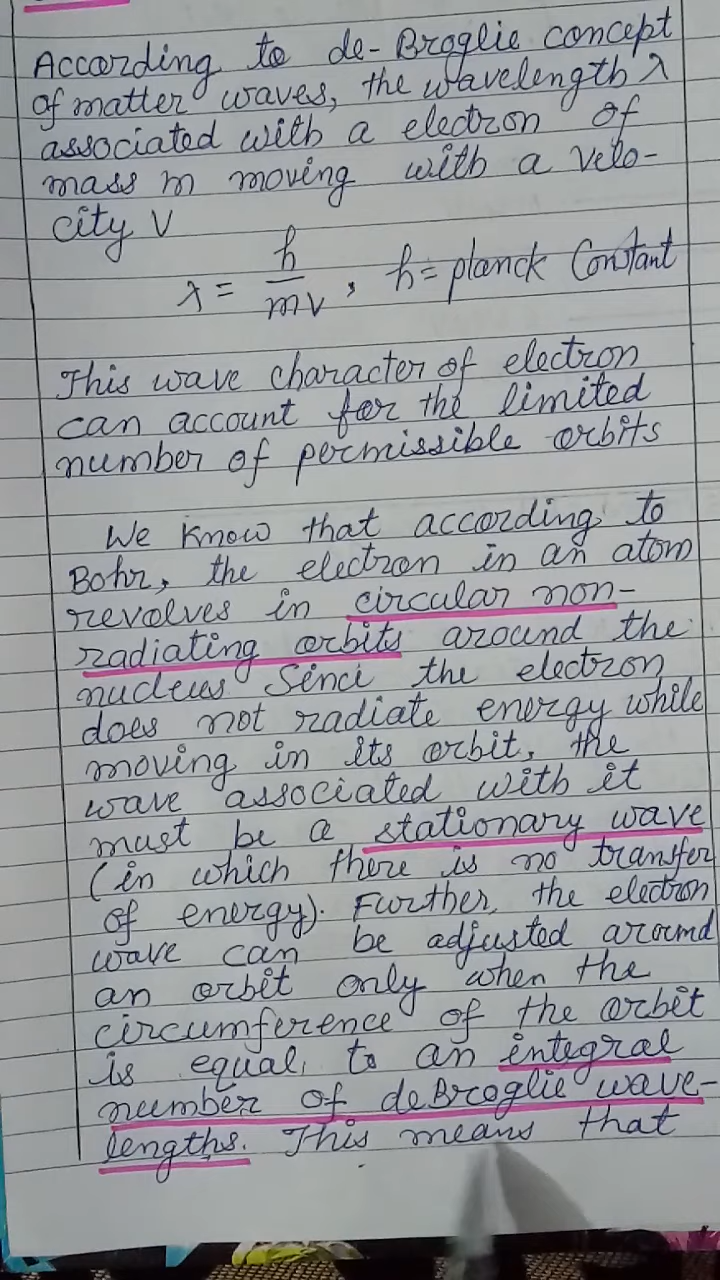 According to de-Broglie concept
of matter waves, the wavelength λ
associated with a electron of
mass m moving with a velo-
city V
λ = h/mv, h = planck Constant
This wave character of electron
can account for the limited
number of permissible orbits
We know that according to
Bohr, the electron in an atom
revolves in circular non-
radiating orbits around the
nucleus Sinci the electron
does not radiate energy while
moving in its orbit, the
wave associated with it
must be a stationary wave
(in which there is no transfer
of energy). Further, the electron
wave can be adjusted around
an orbit only when the
circumference of the orbit
is equal to an integral
number of deBroglie wave-
lengths. This means that